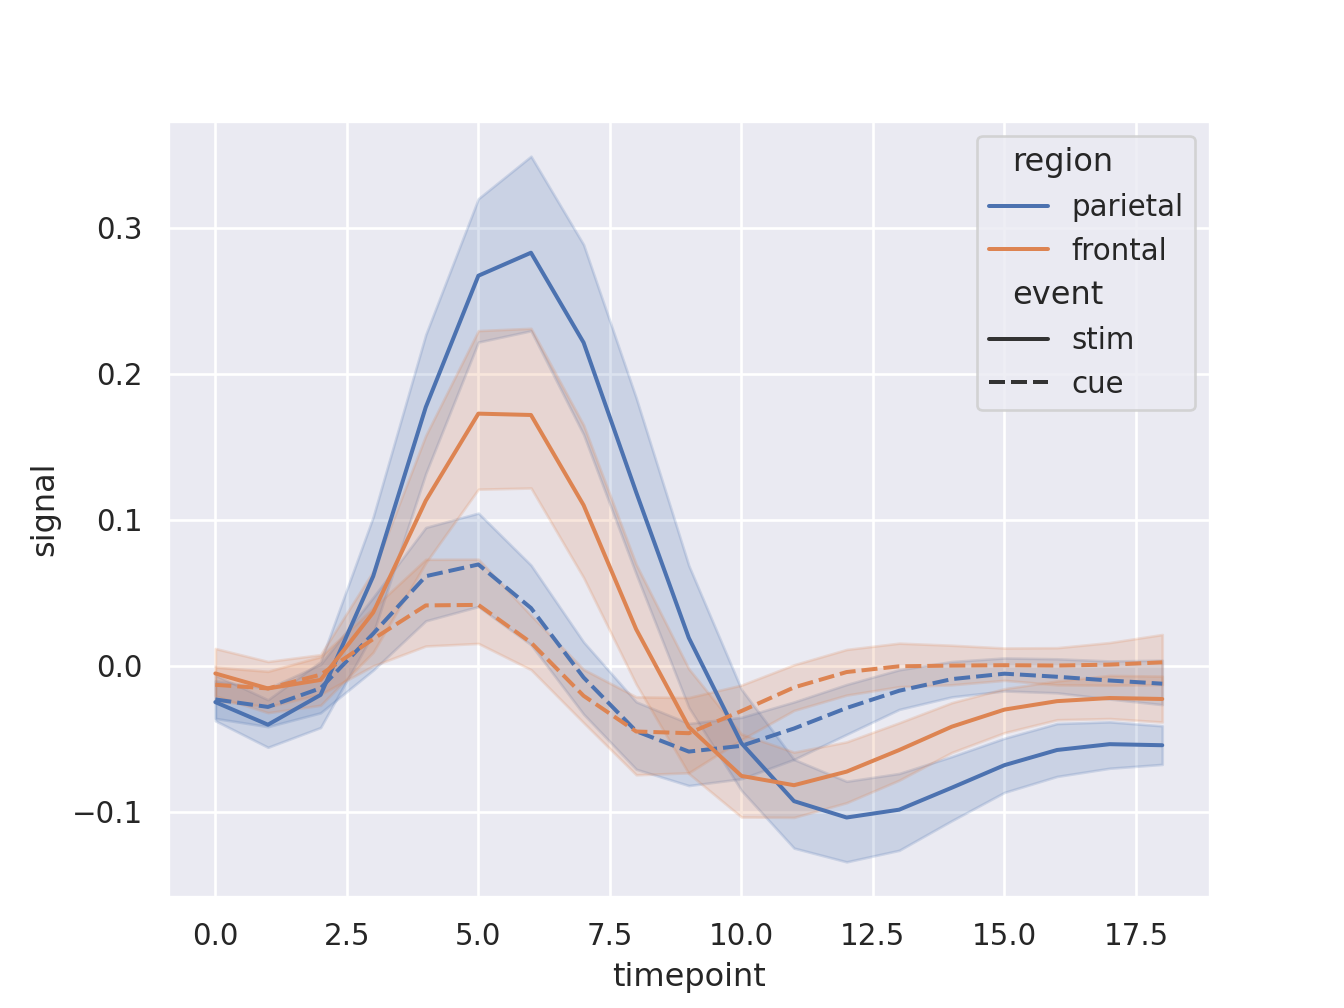 region
parietal
frontal
event
stim
cue
0.3
0.2
0.1
0.0
−0.1
signal
0.0 2.5 5.0 7.5 10.0 12.5 15.0 17.5
timepoint